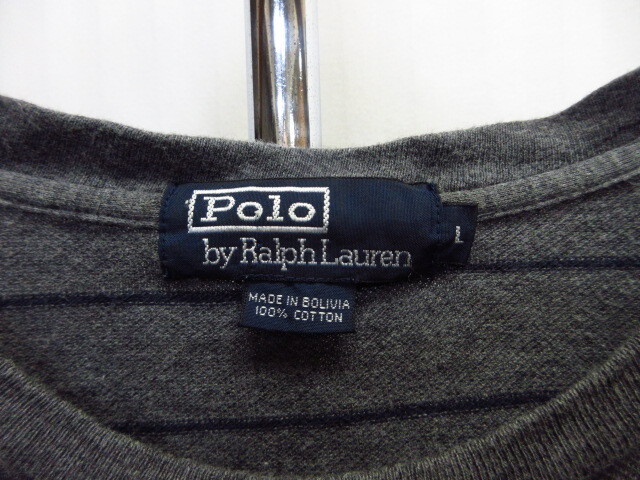 Polo
by Ralph Lauren
L
MADE IN BOLIVIA
100% COTTON